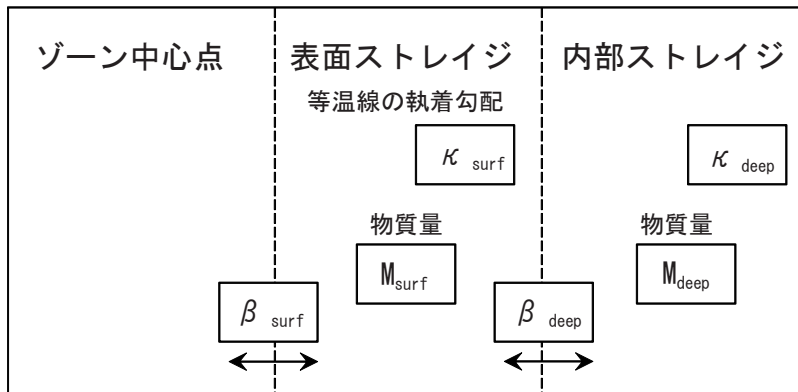 ゾーン中心点
表面ストレイジ
内部ストレイジ
等温線の執着勾配
κ surf
κ deep
物質量
物質量
Msurf
Mdeep
β surf
β deep